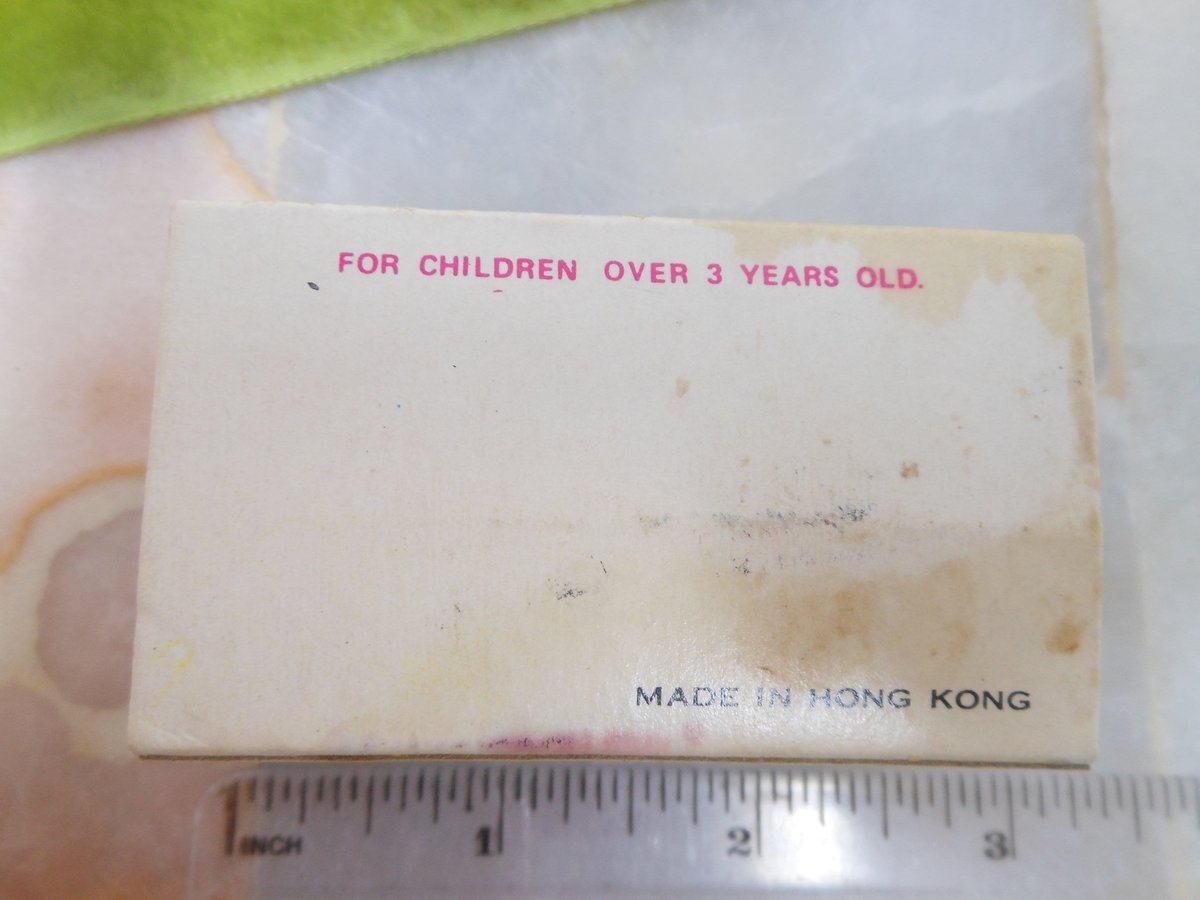 FOR CHILDREN OVER 3 YEARS OLD.
MADE IN HONG KONG
INCH 1 2 3